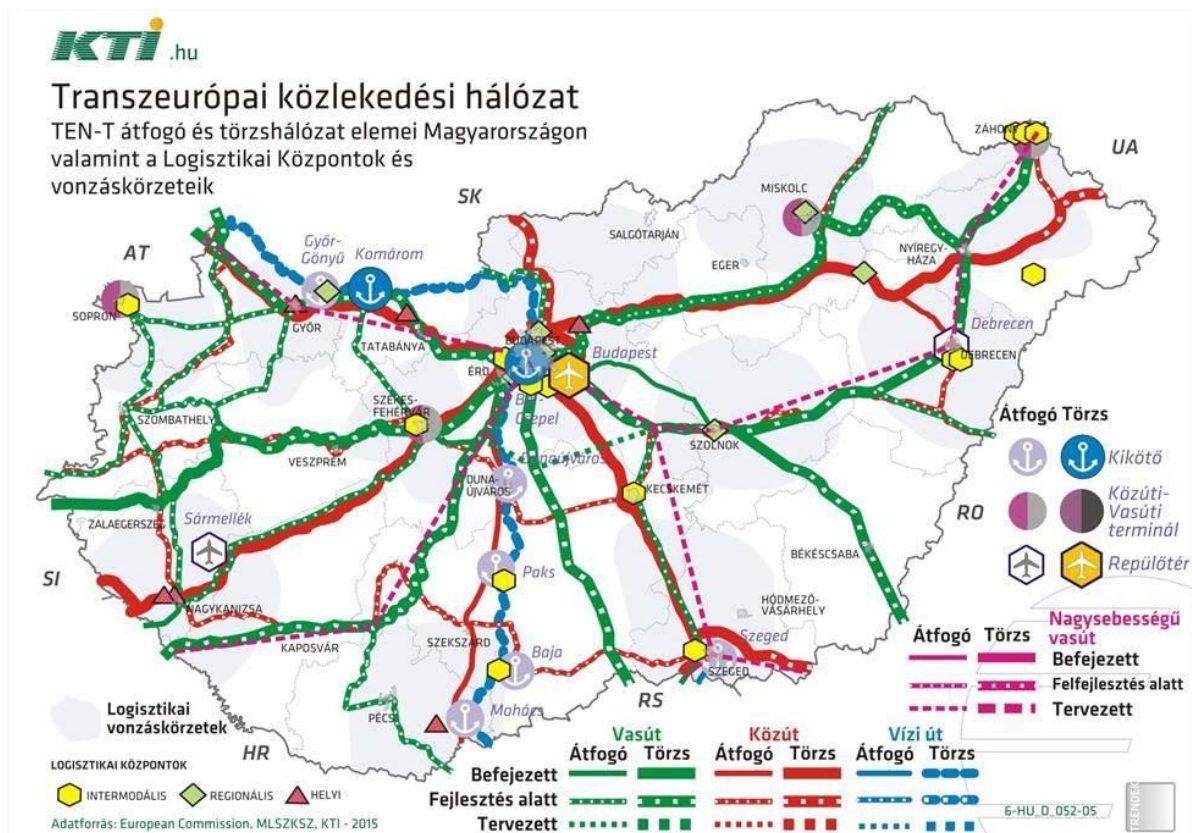 KTI.hu
Transzeurópai közlekedési hálózat
TEN-T átfogó és törzshálózat elemei Magyarországon
valamint a Logisztikai Központok és
vonzáskörzeteik
SK
UA
AT
ZÁHONY
MISKOLC
SALGÓTARJÁN
EGER
NYÍREGY-
HÁZA
Győr-
Gönyű
Komárom
SOPRON
GYŐR
TATABÁNYA
BUDAPEST
Budapest
ÉRD
Debrecen
DEBRECEN
SZOMBATHELY
SZÉKES-
FEHÉRVÁR
Csepel
SZOLNOK
VESZPRÉM
Dunaújváros
DUNA-
ÚJVÁROS
KECSKEMÉT
ZALAEGERSZEG
Sármellék
BÉKÉSCSABA
RO
SI
Paks
NAGYKANIZSA
HÓDMEZŐ-
VÁSÁRHELY
KAPOSVÁR
SZEKSZÁRD
Baja
Szeged
SZEGED
PÉCS
Mohács
RS
HR
Átfogó Törzs
Kikötő
Közúti-
Vasúti
terminál
Repülőtér
Nagysebességű
vasút
Átfogó Törzs
Befejezett
Felfejlesztés alatt
Tervezett
Logisztikai
vonzáskörzetek
LOGISZTIKAI KÖZPONTOK
INTERMODÁLIS REGIONÁLIS HELYI
Adatforrás: European Commission, MLSZKSZ, KTI - 2015
Vasút Közút Vízi út
Átfogó Törzs Átfogó Törzs Átfogó Törzs
Befejezett
Fejlesztés alatt
Tervezett
6-HU_D_052-05
TRENDEK